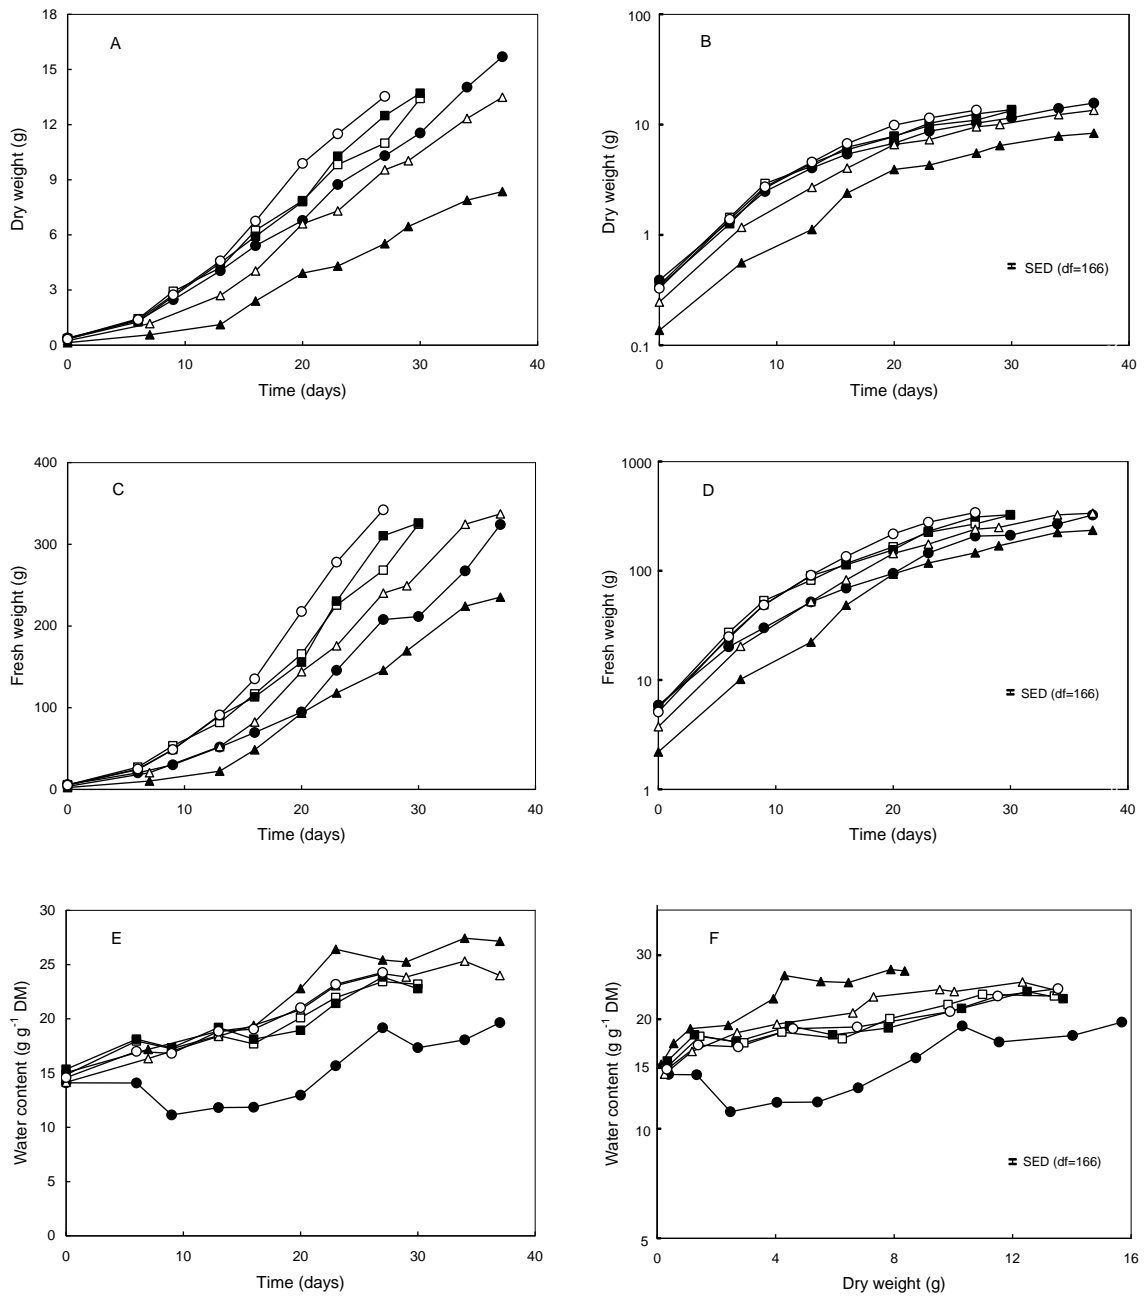 A
18
15
12
9
6
3
0
Dry weight (g)
0 10 20 30 40
Time (days)
B
100
10
1
0.1
Dry weight (g)
SED (df=166)
0 10 20 30 40
Time (days)
C
400
300
200
100
0
Fresh weight (g)
0 10 20 30 40
Time (days)
D
1000
100
10
1
Fresh weight (g)
SED (df=166)
0 10 20 30 40
Time (days)
E
30
25
20
15
10
5
0
Water content (g g⁻¹ DM)
0 10 20 30 40
Time (days)
F
30
20
15
10
5
Water content (g g⁻¹ DM)
SED (df=166)
0 4 8 12 16
Dry weight (g)